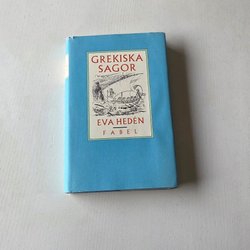 GREKISKA
SAGOR
EVA HEDÉN
FABEL